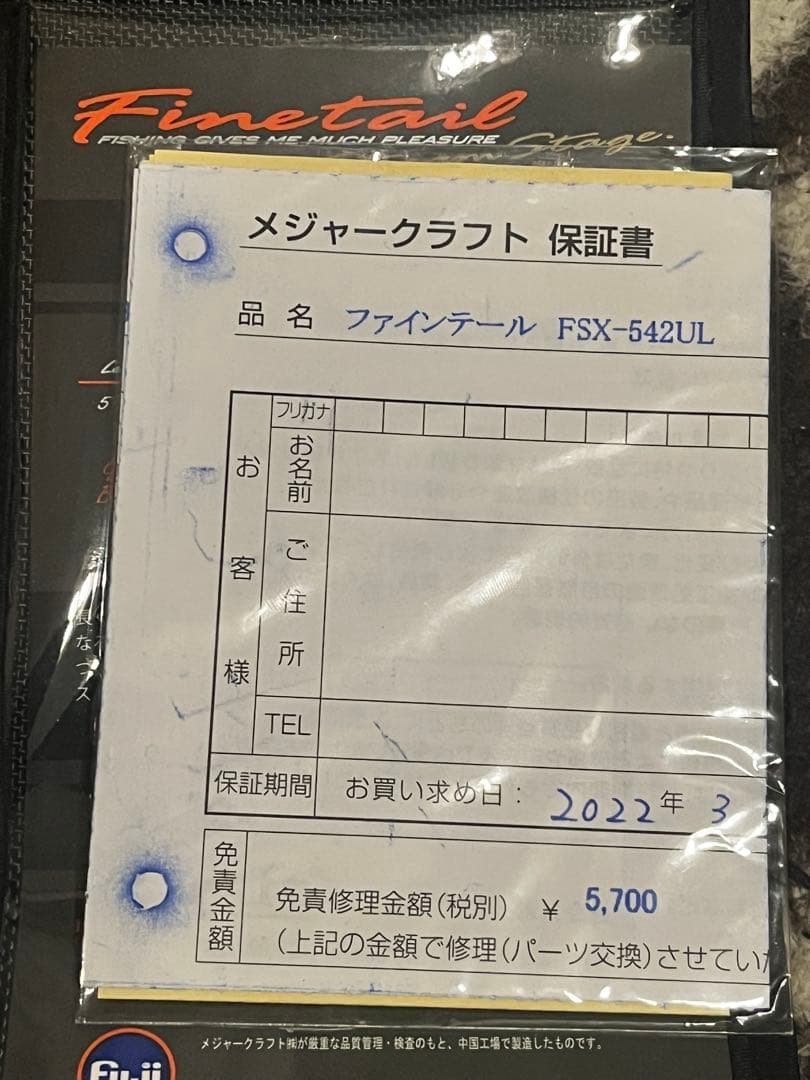 Finetail
FISHING GIVES ME MUCH PLEASURE
Stage.
メジャークラフト 保証書
品名 ファインテール FSX-542UL
フリガナ
お名前
お客様
ご住所
TEL
保証期間 お買い求め日： 2022年 3
免責金額
免責修理金額（税別） ¥ 5,700
（上記の金額で修理（パーツ交換）させてい
メジャークラフト㈱が厳重な品質管理・検査のもと、中国工場で製造したものです。
Fuji